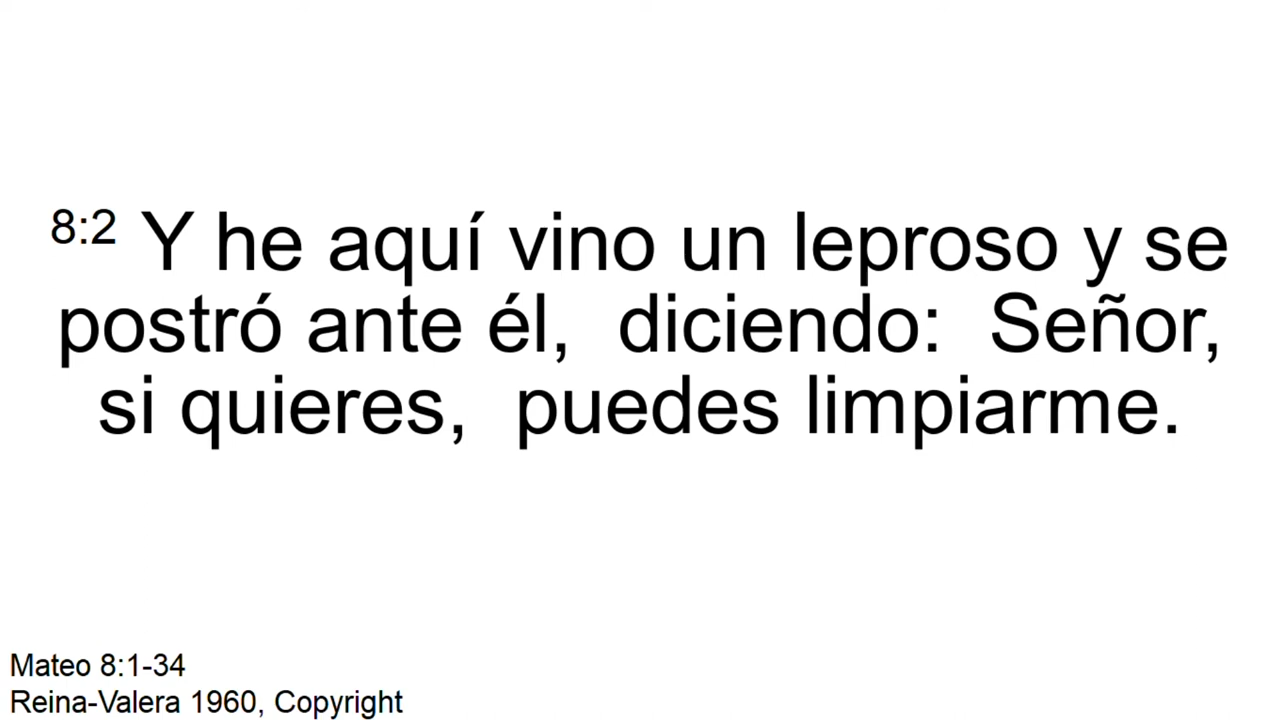 8:2 Y he aquí vino un leproso y se
postró ante él,  diciendo:  Señor,
si quieres,  puedes limpiarme.
Mateo 8:1-34
Reina-Valera 1960, Copyright